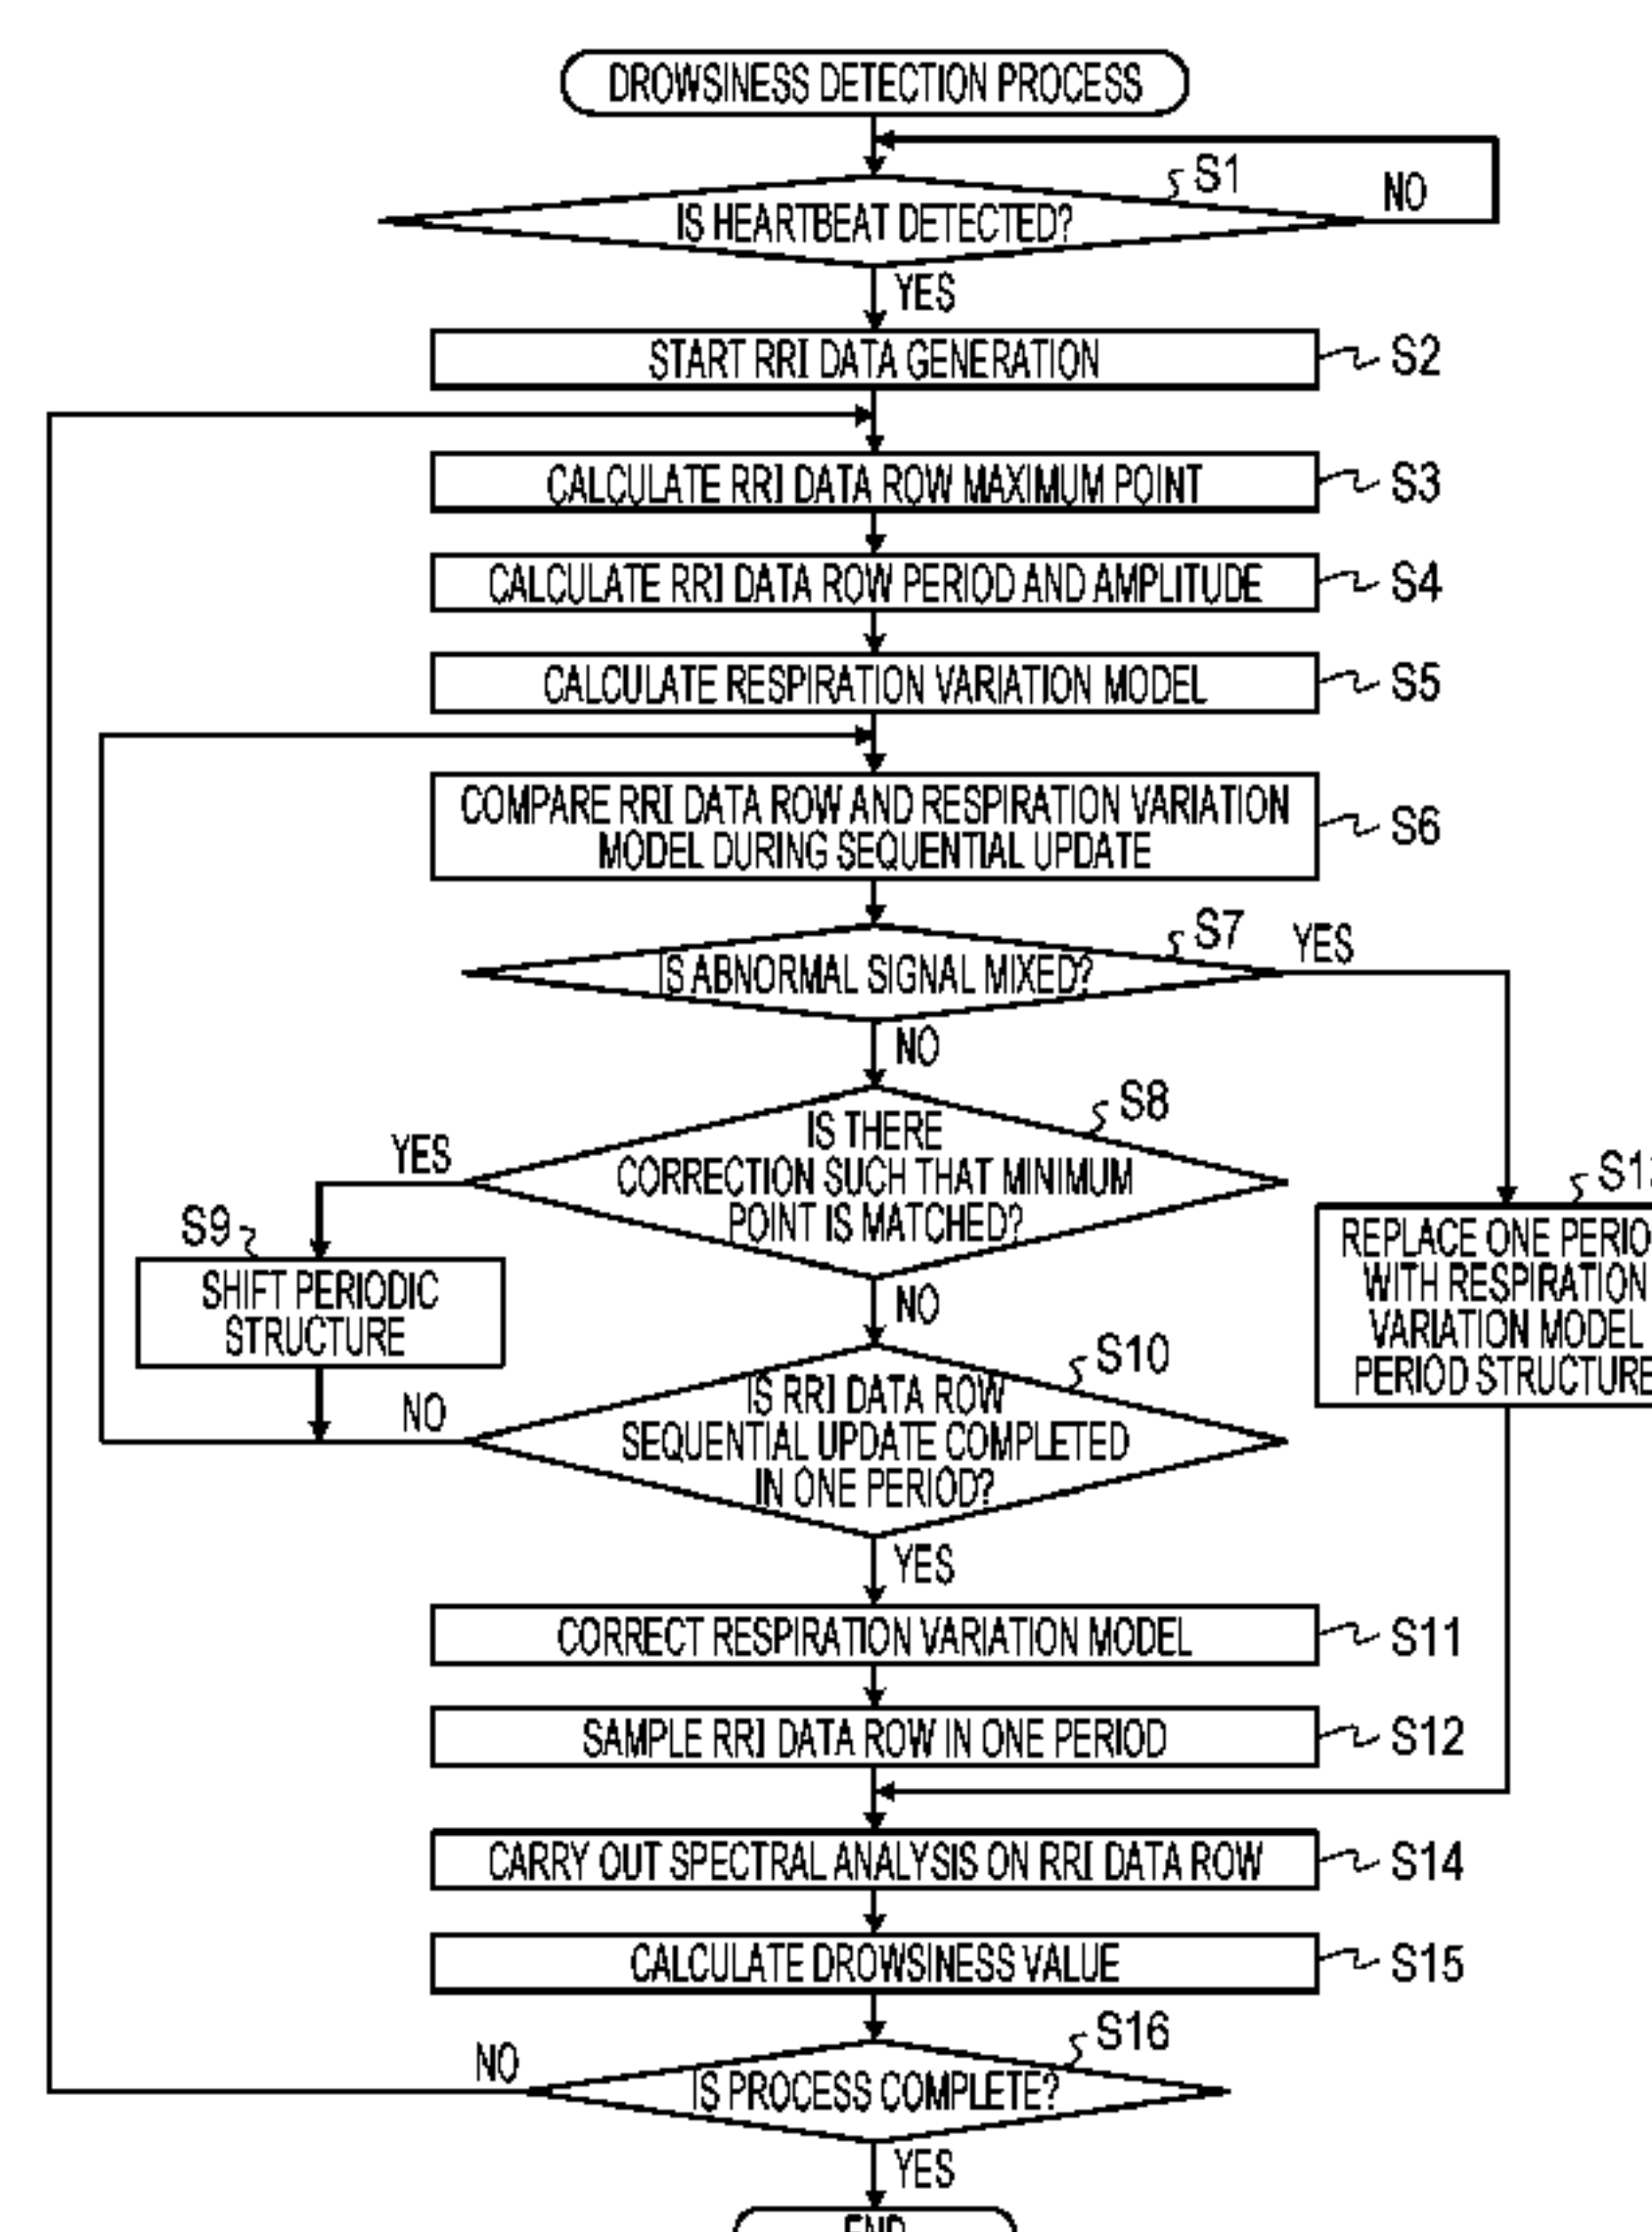 DROWSINESS DETECTION PROCESS
S1
IS HEARTBEAT DETECTED?
NO
YES
START RRI DATA GENERATION
S2
CALCULATE RRI DATA ROW MAXIMUM POINT
S3
CALCULATE RRI DATA ROW PERIOD AND AMPLITUDE
S4
CALCULATE RESPIRATION VARIATION MODEL
S5
COMPARE RRI DATA ROW AND RESPIRATION VARIATION
MODEL DURING SEQUENTIAL UPDATE
S6
S7
IS ABNORMAL SIGNAL MIXED?
YES
NO
S8
IS THERE
CORRECTION SUCH THAT MINIMUM
POINT IS MATCHED?
YES
NO
S9
SHIFT PERIODIC
STRUCTURE
REPLACE ONE
WITH RESPIRATION
VARIATION MODEL
PERIOD STRUCTURE
S10
IS RRI DATA ROW
SEQUENTIAL UPDATE COMPLETED
IN ONE PERIOD?
NO
YES
CORRECT RESPIRATION VARIATION MODEL
S11
SAMPLE RRI DATA ROW IN ONE PERIOD
S12
CARRY OUT SPECTRAL ANALYSIS ON RRI DATA ROW
S14
CALCULATE DROWSINESS VALUE
S15
S16
IS PROCESS COMPLETE?
NO
YES
END